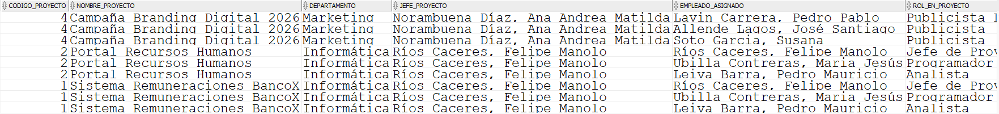 CODIGO_PROYECTO NOMBRE_PROYECTO DEPARTAMENTO JEFE_PROYECTO EMPLEADO_ASIGNADO ROL_EN_PROYECTO
4 Campaña Branding Digital 2026 Marketing Norambuena Díaz, Ana Andrea Matilda Lavin Carrera, Pedro Pablo Publicista
4 Campaña Branding Digital 2026 Marketing Norambuena Díaz, Ana Andrea Matilda Allende Lagos, José Santiago Publicista
4 Campaña Branding Digital 2026 Marketing Norambuena Díaz, Ana Andrea Matilda Soto Garcia, Susana Publicista
2 Portal Recursos Humanos Informática Ríos Caceres, Felipe Manolo Ríos Caceres, Felipe Manolo Jefe de Proy
2 Portal Recursos Humanos Informática Ríos Caceres, Felipe Manolo Ubilla Contreras, Maria Jesús Programador
2 Portal Recursos Humanos Informática Ríos Caceres, Felipe Manolo Leiva Barra, Pedro Mauricio Analista
1 Sistema Remuneraciones BancoX Informática Ríos Caceres, Felipe Manolo Ríos Caceres, Felipe Manolo Jefe de Proy
1 Sistema Remuneraciones BancoX Informática Ríos Caceres, Felipe Manolo Ubilla Contreras, Maria Jesús Programador
1 Sistema Remuneraciones BancoX Informática Ríos Caceres, Felipe Manolo Leiva Barra, Pedro Mauricio Analista